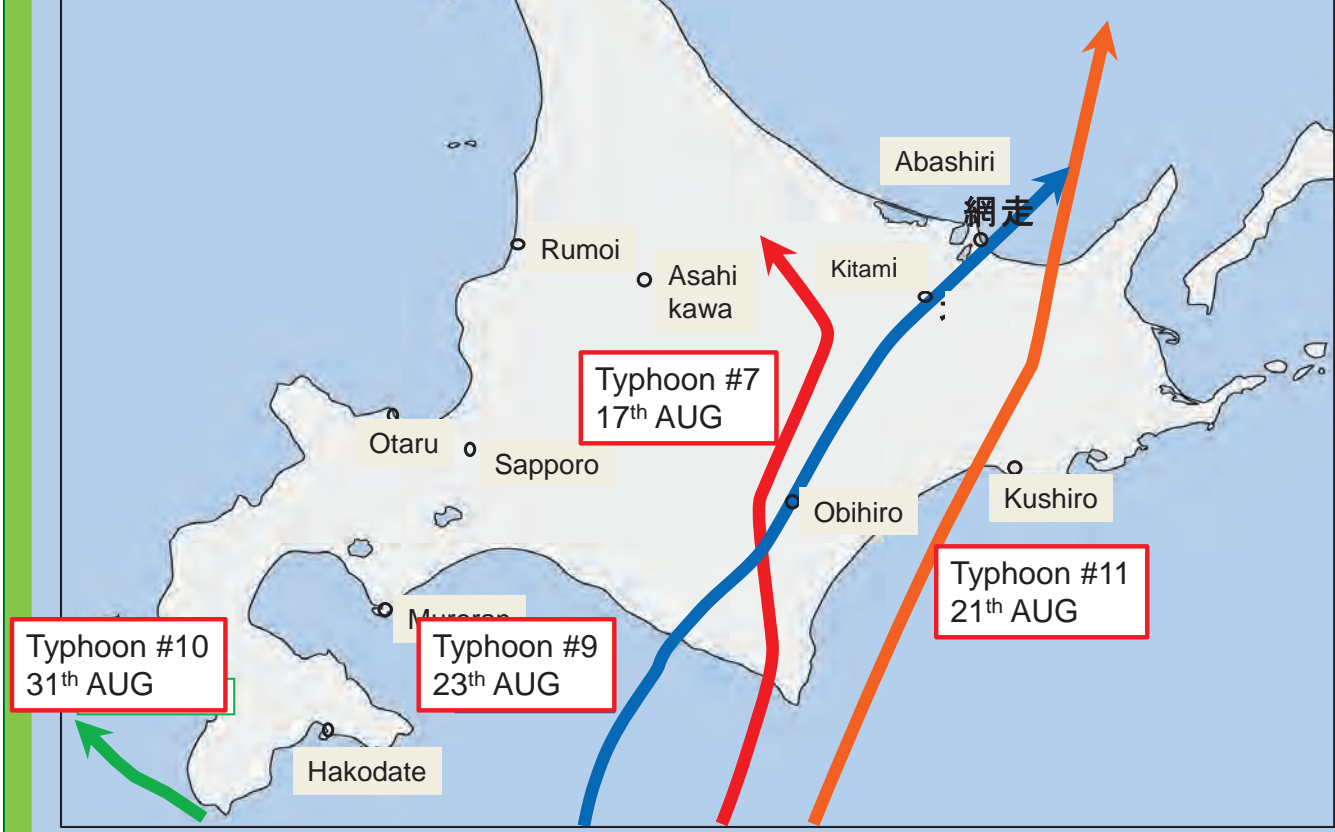 Abashiri
網走
Rumoi
Kitami
Asahi
kawa
Typhoon #7
17th AUG
Otaru
Sapporo
Obihiro
Kushiro
Typhoon #11
21th AUG
Typhoon #10
31th AUG
Typhoon #9
23th AUG
Hakodate